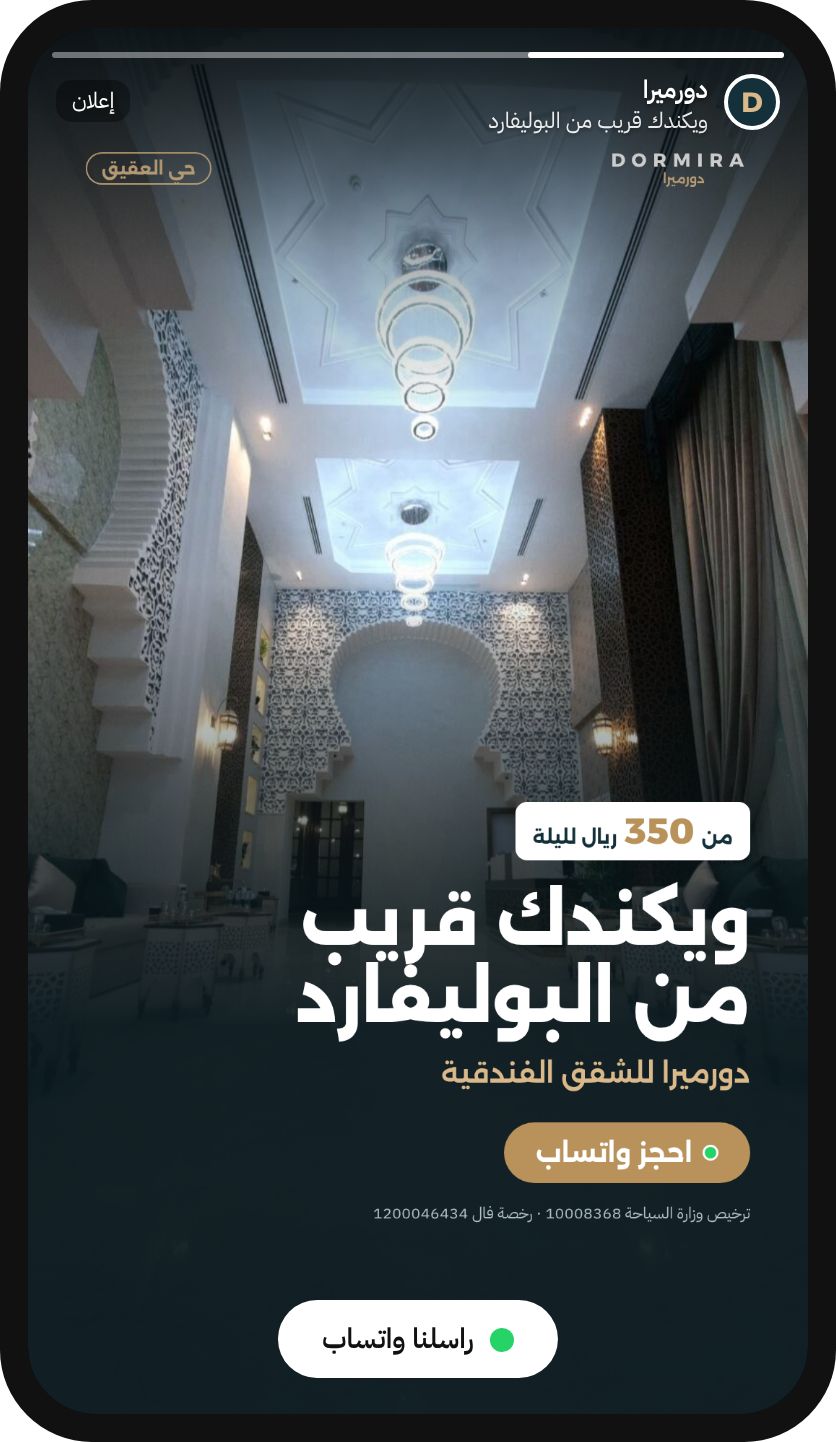 دورميرا
ويكندك قريب من البوليفارد
إعلان
D
DORMIRA
دورميرا
حي العقيق
من 350 ريال لليلة
ويكندك قريب
من البوليفارد
دورميرا للشقق الفندقية
احجز واتساب
ترخيص وزارة السياحة 10008368 · رخصة فال 1200046434
راسلنا واتساب